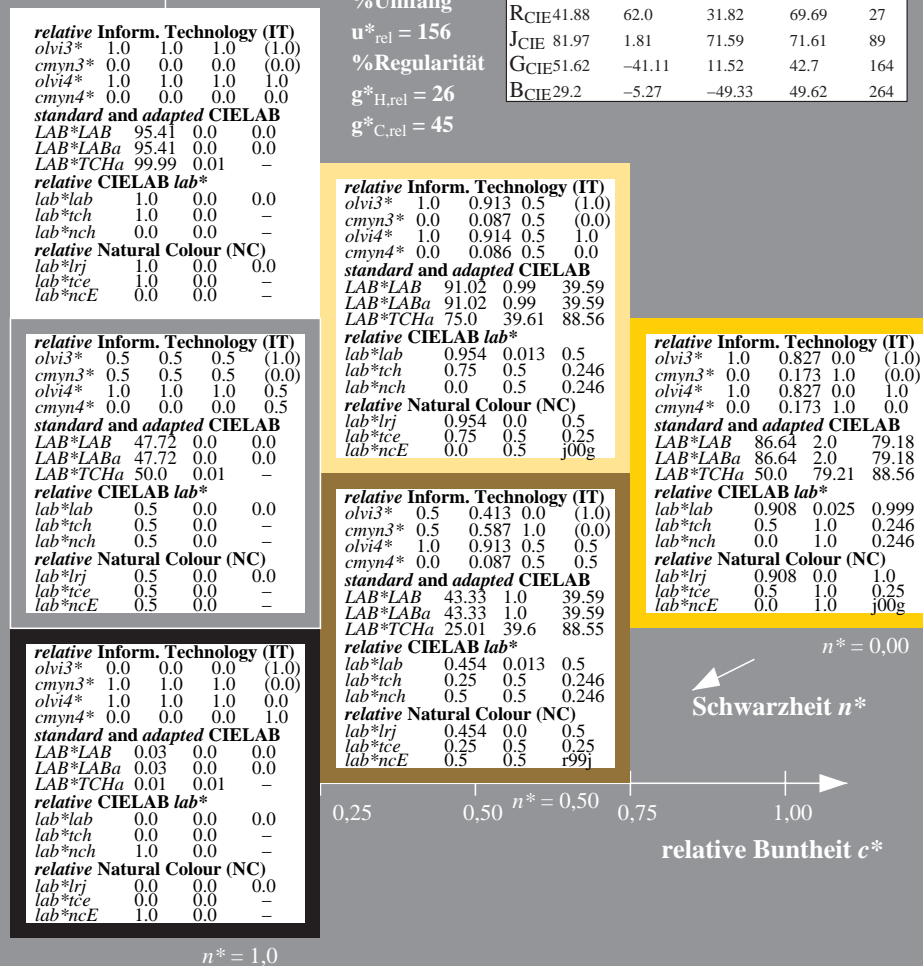 %Umfang
u*rel = 156
%Regularität
g*H,rel = 26
g*C,rel = 45
RCIE 41.88 62.0 31.82 69.69 27
JCIE 81.97 1.81 71.59 71.61 89
GCIE 51.62 −41.11 11.52 42.7 164
BCIE 29.2 −5.27 −49.33 49.62 264
relative Inform. Technology (IT)
olvi3* 1.0 1.0 1.0 (1.0)
cmyn3* 0.0 0.0 0.0 (0.0)
olvi4* 1.0 1.0 1.0 1.0
cmyn4* 0.0 0.0 0.0 0.0
standard and adapted CIELAB
LAB*LAB 95.41 0.0 0.0
LAB*LABa 95.41 0.0 0.0
LAB*TCHa 99.99 0.01 –
relative CIELAB lab*
lab*lab 1.0 0.0 0.0
lab*tch 1.0 0.0 –
lab*nch 0.0 0.0 –
relative Natural Colour (NC)
lab*lrj 1.0 0.0 0.0
lab*tce 1.0 0.0 –
lab*ncE 0.0 0.0 –
relative Inform. Technology (IT)
olvi3* 1.0 0.913 0.5 (1.0)
cmyn3* 0.0 0.087 0.5 (0.0)
olvi4* 1.0 0.914 0.5 1.0
cmyn4* 0.0 0.086 0.5 0.0
standard and adapted CIELAB
LAB*LAB 91.02 0.99 39.59
LAB*LABa 91.02 0.99 39.59
LAB*TCHa 75.0 39.61 88.56
relative CIELAB lab*
lab*lab 0.954 0.013 0.5
lab*tch 0.75 0.5 0.246
lab*nch 0.0 0.5 0.246
relative Natural Colour (NC)
lab*lrj 0.954 0.0 0.5
lab*tce 0.75 0.5 0.25
lab*ncE 0.0 0.5 j00g
relative Inform. Technology (IT)
olvi3* 0.5 0.5 0.5 (1.0)
cmyn3* 0.5 0.5 0.5 (0.0)
olvi4* 1.0 1.0 1.0 0.5
cmyn4* 0.0 0.0 0.0 0.5
standard and adapted CIELAB
LAB*LAB 47.72 0.0 0.0
LAB*LABa 47.72 0.0 0.0
LAB*TCHa 50.0 0.01 –
relative CIELAB lab*
lab*lab 0.5 0.0 0.0
lab*tch 0.5 0.0 –
lab*nch 0.5 0.0 –
relative Natural Colour (NC)
lab*lrj 0.5 0.0 0.0
lab*tce 0.5 0.0 –
lab*ncE 0.5 0.0 –
relative Inform. Technology (IT)
olvi3* 1.0 0.827 0.0 (1.0)
cmyn3* 0.0 0.173 1.0 (0.0)
olvi4* 1.0 0.827 0.0 1.0
cmyn4* 0.0 0.173 1.0 0.0
standard and adapted CIELAB
LAB*LAB 86.64 2.0 79.18
LAB*LABa 86.64 2.0 79.18
LAB*TCHa 50.0 79.21 88.56
relative CIELAB lab*
lab*lab 0.908 0.025 0.999
lab*tch 0.5 1.0 0.246
lab*nch 0.0 1.0 0.246
relative Natural Colour (NC)
lab*lrj 0.908 0.0 1.0
lab*tce 0.5 1.0 0.25
lab*ncE 0.0 1.0 j00g
n* = 0,00
relative Inform. Technology (IT)
olvi3* 0.5 0.413 0.0 (1.0)
cmyn3* 0.5 0.587 1.0 (0.0)
olvi4* 1.0 0.913 0.5 0.5
cmyn4* 0.0 0.087 0.5 0.5
standard and adapted CIELAB
LAB*LAB 43.33 1.0 39.59
LAB*LABa 43.33 1.0 39.59
LAB*TCHa 25.01 39.6 88.55
relative CIELAB lab*
lab*lab 0.454 0.013 0.5
lab*tch 0.25 0.5 0.246
lab*nch 0.5 0.5 0.246
relative Natural Colour (NC)
lab*lrj 0.454 0.0 0.5
lab*tce 0.25 0.5 0.25
lab*ncE 0.5 0.5 r99j
Schwarzheit n*
relative Inform. Technology (IT)
olvi3* 0.0 0.0 0.0 (1.0)
cmyn3* 1.0 1.0 1.0 (0.0)
olvi4* 1.0 1.0 1.0 0.0
cmyn4* 0.0 0.0 0.0 1.0
standard and adapted CIELAB
LAB*LAB 0.03 0.0 0.0
LAB*LABa 0.03 0.0 0.0
LAB*TCHa 0.01 0.01 –
relative CIELAB lab*
lab*lab 0.0 0.0 0.0
lab*tch 0.0 0.0 –
lab*nch 1.0 0.0 –
relative Natural Colour (NC)
lab*lrj 0.0 0.0 0.0
lab*tce 0.0 0.0 –
lab*ncE 1.0 0.0 –
0,25 0,50 n* = 0,50 0,75 1,00
relative Buntheit c*
n* = 1,0